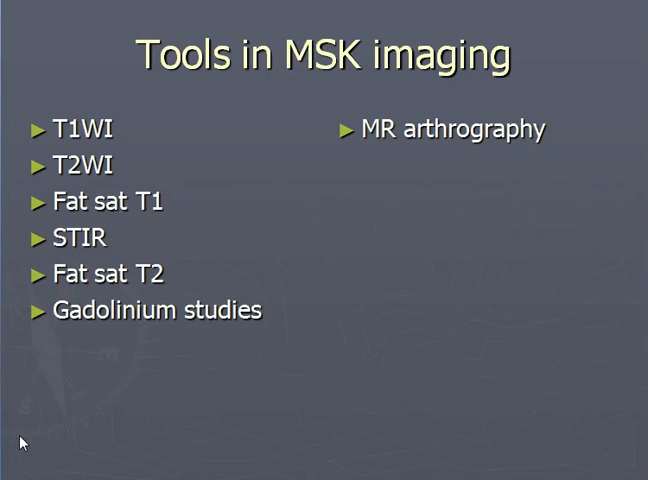 Tools in MSK imaging
► T1WI
► T2WI
► Fat sat T1
► STIR
► Fat sat T2
► Gadolinium studies
► MR arthrography